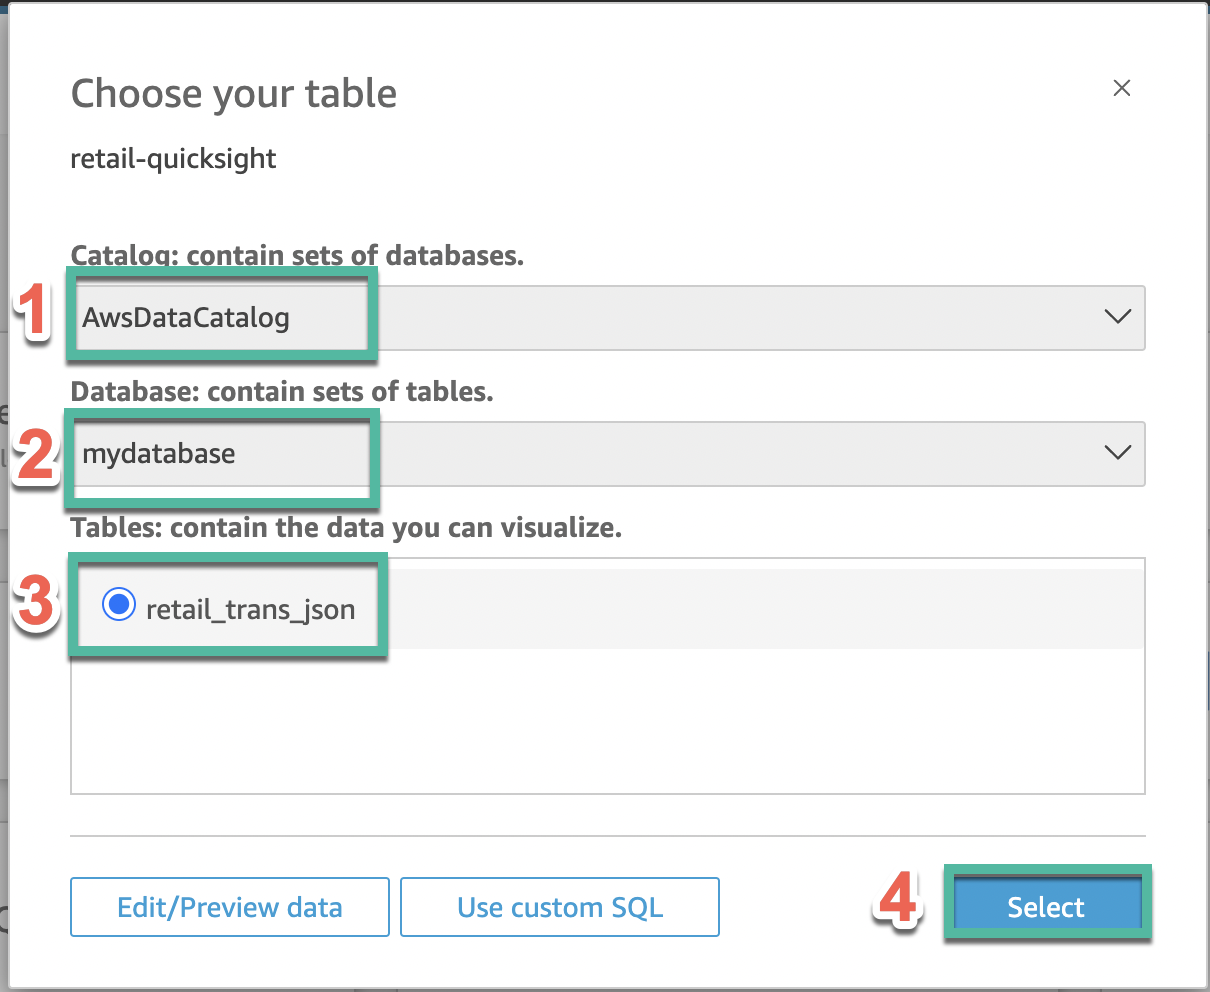 Choose your table
retail-quicksight
Catalog: contain sets of databases.
1
AwsDataCatalog
Database: contain sets of tables.
2
mydatabase
Tables: contain the data you can visualize.
3
retail_trans_json
Edit/Preview data
Use custom SQL
4
Select